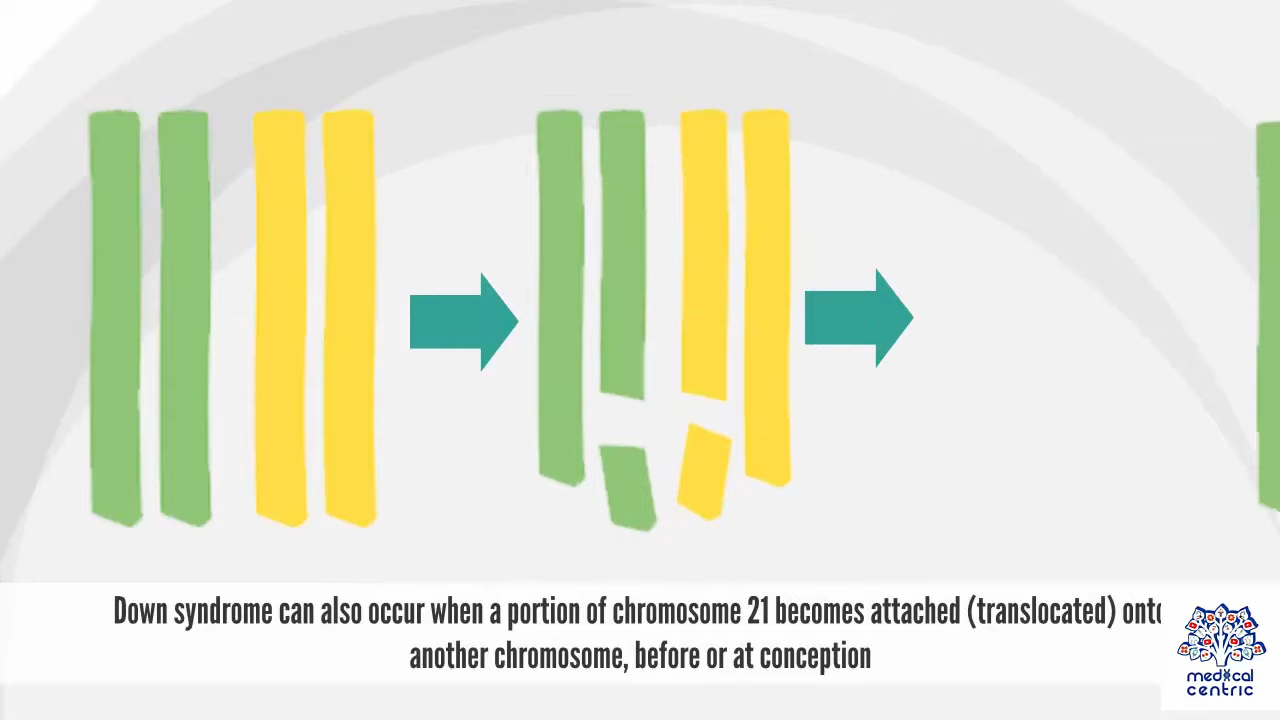 Down syndrome can also occur when a portion of chromosome 21 becomes attached (translocated) onto
another chromosome, before or at conception
medical
centric